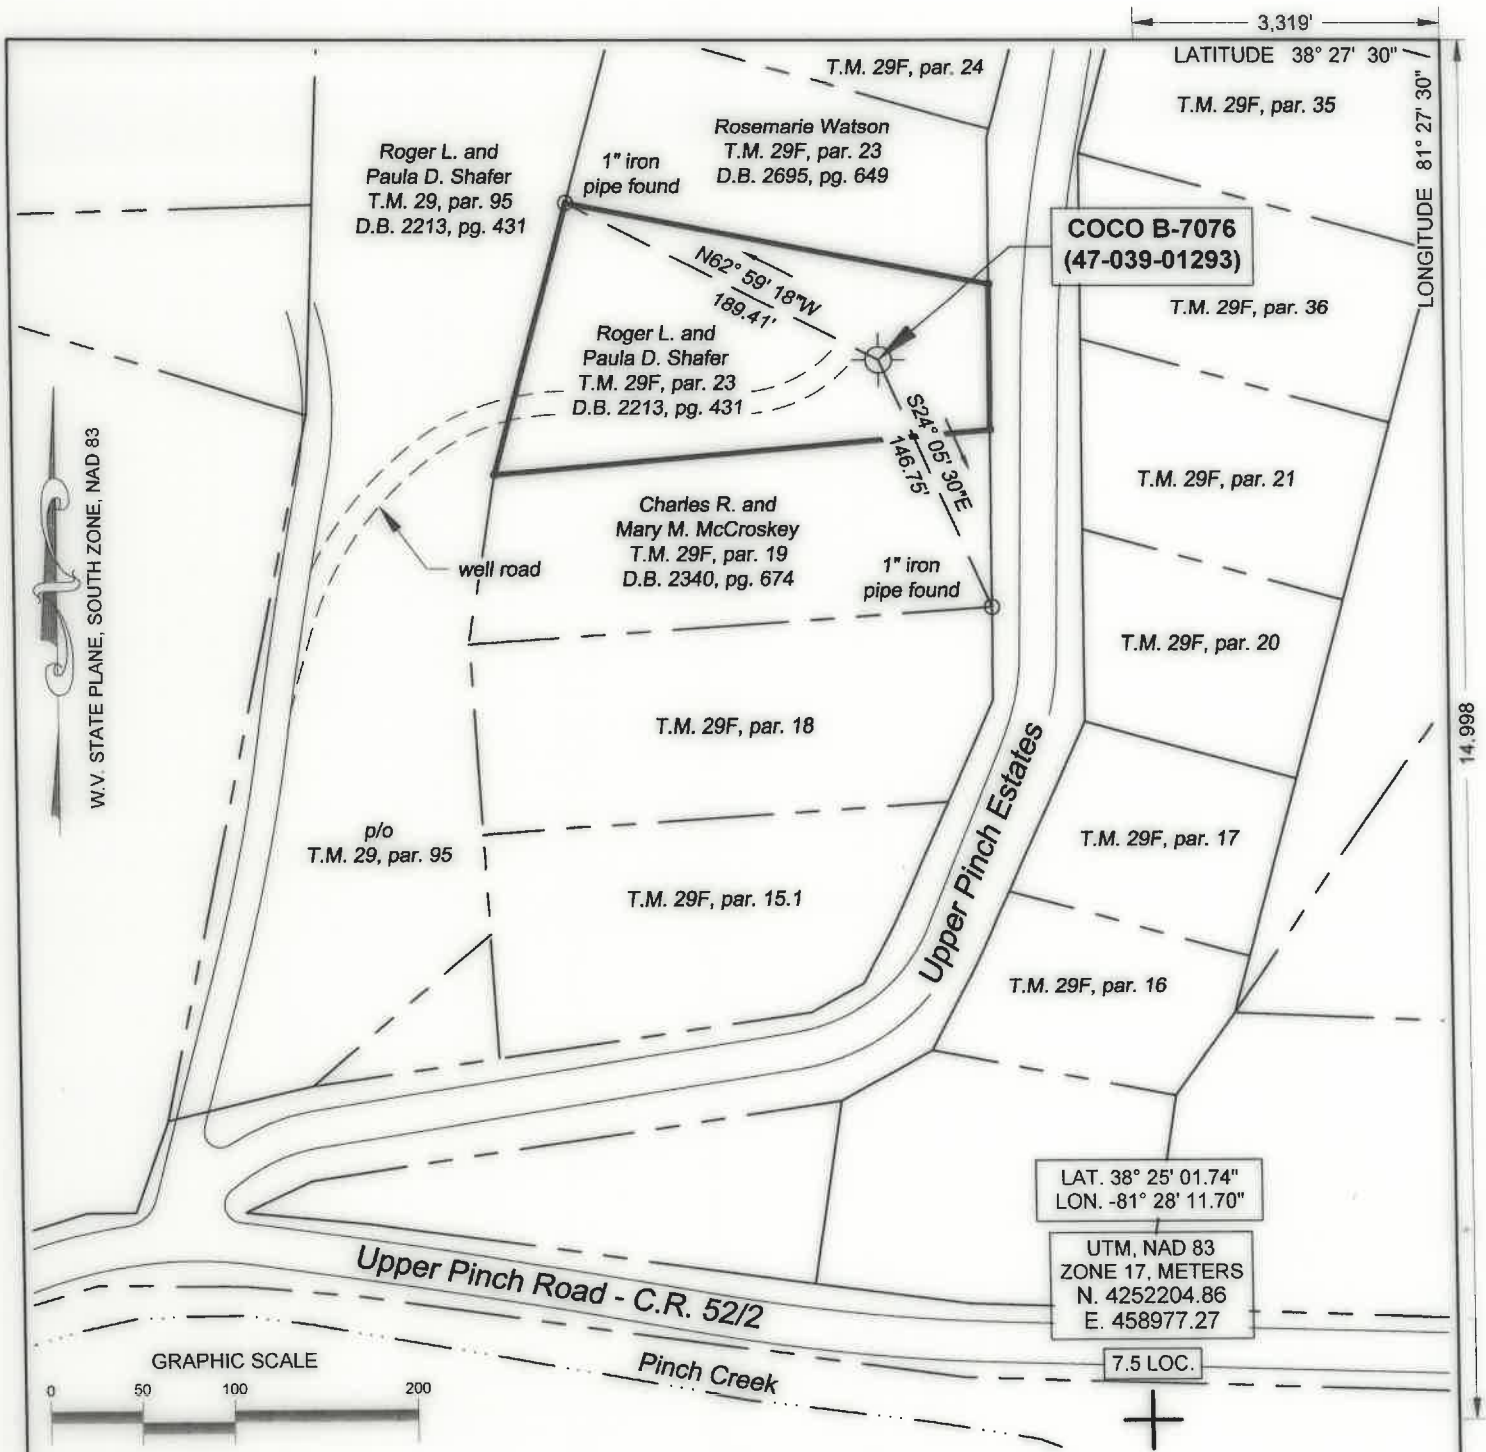 3,319'
LATITUDE 38° 27' 30"
LONGITUDE 81° 27' 30"
T.M. 29F, par. 24
T.M. 29F, par. 35
Rosemarie Watson
T.M. 29F, par. 23
D.B. 2695, pg. 649
Roger L. and
Paula D. Shafer
T.M. 29, par. 95
D.B. 2213, pg. 431
1" iron
pipe found
COCO B-7076
(47-039-01293)
N62° 59' 18"W
189.41'
T.M. 29F, par. 36
Roger L. and
Paula D. Shafer
T.M. 29F, par. 23
D.B. 2213, pg. 431
S24° 05' 30"E
146.75'
W.V. STATE PLANE, SOUTH ZONE, NAD 83
T.M. 29F, par. 21
Charles R. and
Mary M. McCroskey
T.M. 29F, par. 19
D.B. 2340, pg. 674
well road
1" iron
pipe found
T.M. 29F, par. 20
T.M. 29F, par. 18
14.998
Upper Pinch Estates
p/o
T.M. 29, par. 95
T.M. 29F, par. 17
T.M. 29F, par. 15.1
T.M. 29F, par. 16
LAT. 38° 25' 01.74"
LON. -81° 28' 11.70"
UTM, NAD 83
ZONE 17, METERS
N. 4252204.86
E. 458977.27
7.5 LOC.
Upper Pinch Road - C.R. 52/2
Pinch Creek
GRAPHIC SCALE
0 50 100 200